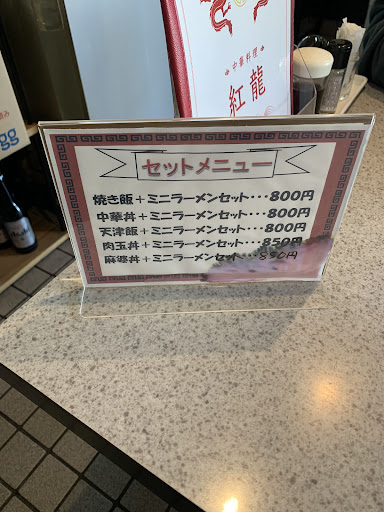 中華料理
紅龍
セットメニュー
焼き飯+ミニラーメンセット・・・800円
中華丼+ミニラーメンセット・・・800円
天津飯+ミニラーメンセット・・・800円
肉玉丼+ミニラーメンセット・・・850円
麻婆丼+ミニラーメンセット・・・850円